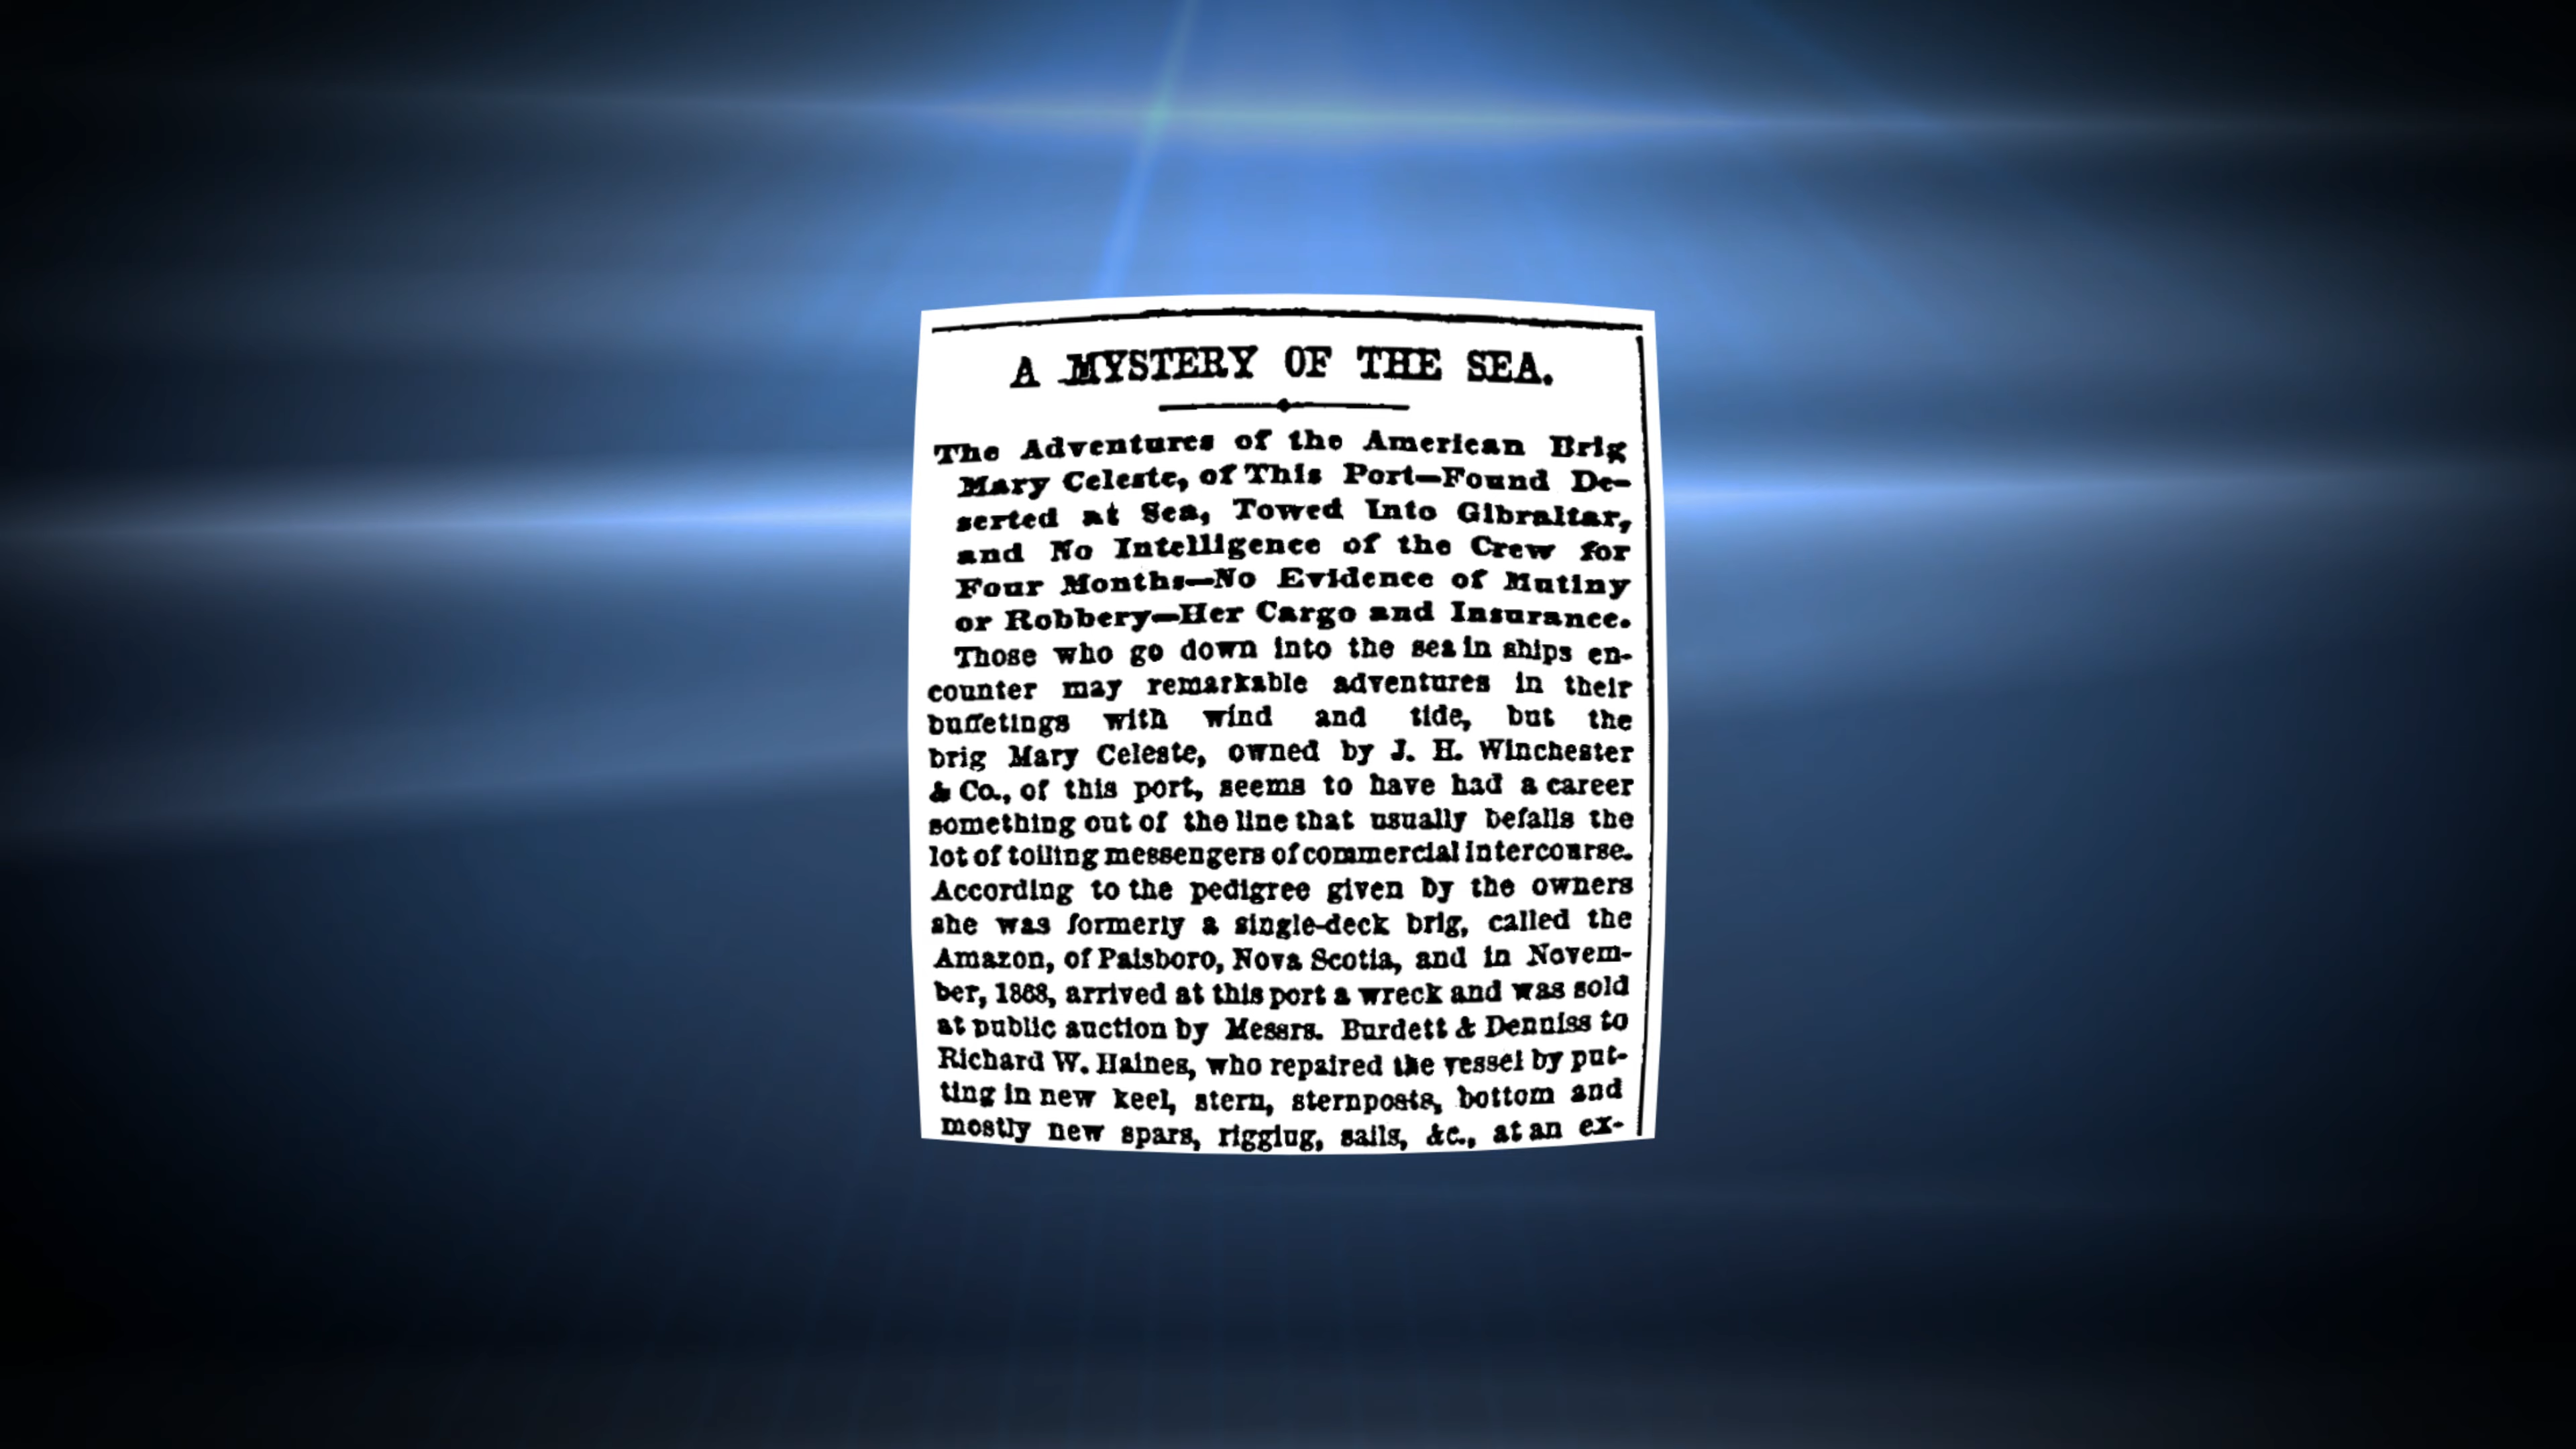 A MYSTERY OF THE SEA.
The Adventures of the American Brig
Mary Celeste, of This Port—Found De-
serted at Sea, Towed Into Gibraltar,
and No Intelligence of the Crew for
Four Months—No Evidence of Mutiny
or Robbery—Her Cargo and Insurance.
Those who go down into the sea in ships en-
counter may remarkable adventures in their
buffetings with wind and tide, but the
brig Mary Celeste, owned by J. H. Winchester
& Co., of this port, seems to have had a career
something out of the line that usually befalls the
lot of toiling messengers of commercial intercourse.
According to the pedigree given by the owners
she was formerly a single-deck brig, called the
Amazon, of Paisboro, Nova Scotia, and in Novem-
ber, 1868, arrived at this port a wreck and was sold
at public auction by Messrs. Burdett & Denniss to
Richard W. Haines, who repaired the vessel by put-
ting in new keel, stern, sternposts, bottom and
mostly new spars, rigging, sails, &c., at an ex-